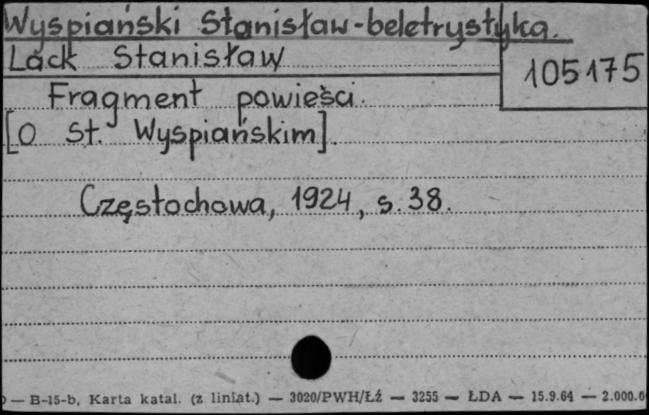 Wyspiański Stanisław-beletrystyka.
Lack Stanisław
105175
Fragment powieści.
[O St. Wyspiańskim].
Częstochowa, 1924, s. 38.
— B-15-b, Karta katal. (z liniat.) — 3020/PWH/Łź — 3255 — ŁDA — 15.9.64 — 2.000.0